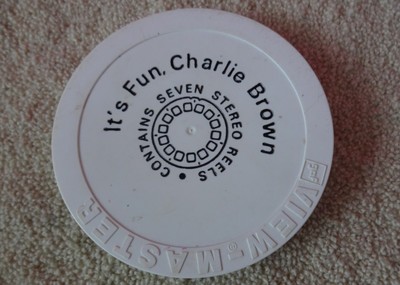 It's Fun, Charlie Brown
• CONTAINS SEVEN STEREO REELS
VIEW-MASTER